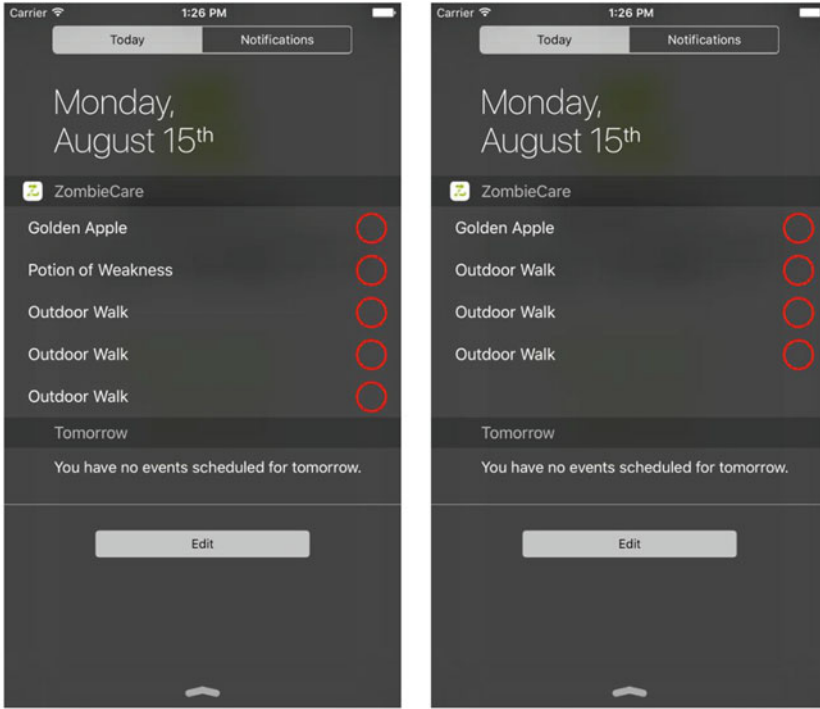 Carrier 1:26 PM
Today Notifications
Monday,
August 15th
ZombieCare
Golden Apple
Potion of Weakness
Outdoor Walk
Outdoor Walk
Outdoor Walk
Tomorrow
You have no events scheduled for tomorrow.
Edit
Carrier 1:26 PM
Today Notifications
Monday,
August 15th
ZombieCare
Golden Apple
Outdoor Walk
Outdoor Walk
Outdoor Walk
Tomorrow
You have no events scheduled for tomorrow.
Edit